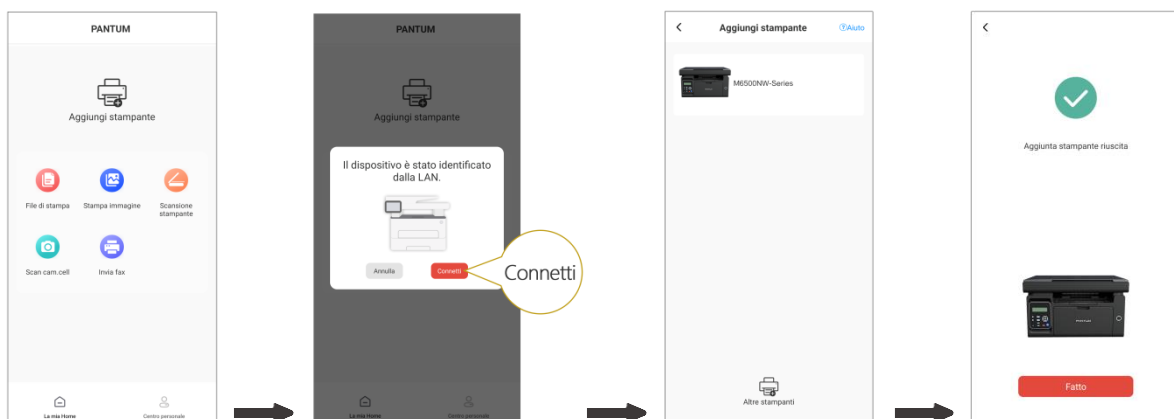 PANTUM
Aggiungi stampante
File di stampa
Stampa immagine
Scansione
stampante
Scan cam.cell
Invia fax
La mia Home
Centro personale
PANTUM
Aggiungi stampante
Il dispositivo è stato identificato
dalla LAN.
Annulla
Connetti
Connetti
La mia Home
Centro personale
Aggiungi stampante
?Aiuto
M6500NW-Series
Altre stampanti
Aggiunta stampante riuscita
PANTUM
Fatto